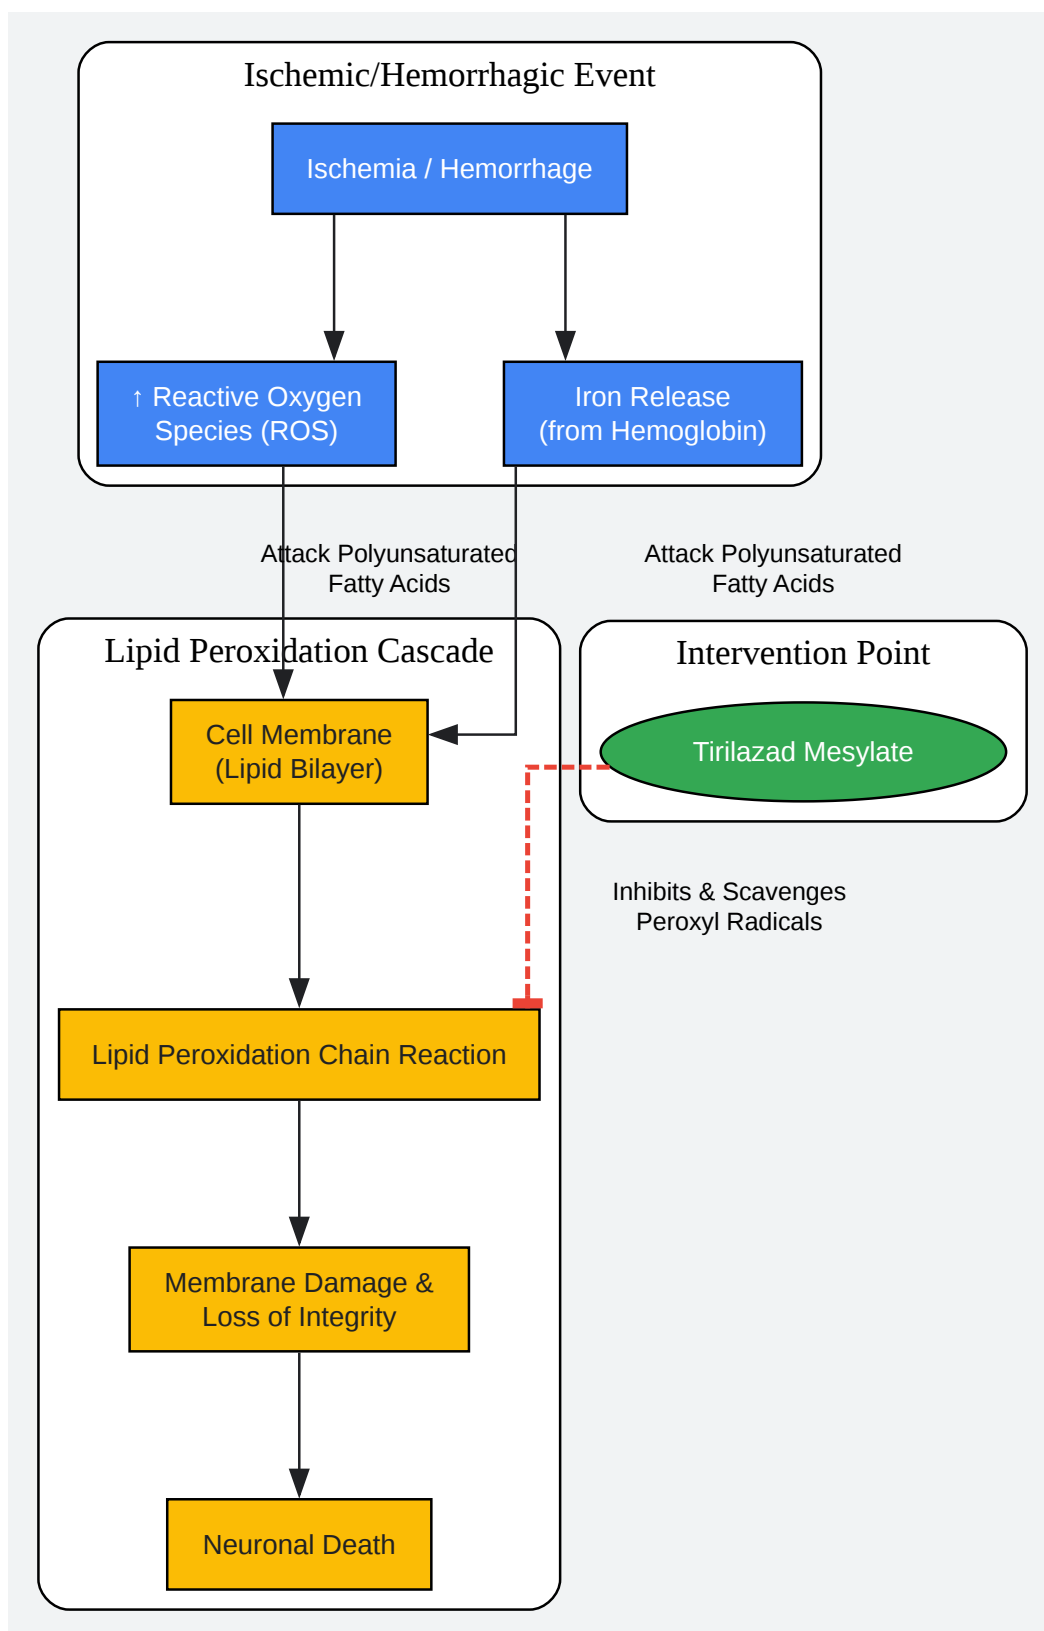 Ischemic/Hemorrhagic Event
Ischemia / Hemorrhage
↑ Reactive Oxygen
Species (ROS)
Iron Release
(from Hemoglobin)
Attack Polyunsaturated
Fatty Acids
Attack Polyunsaturated
Fatty Acids
Lipid Peroxidation Cascade
Intervention Point
Cell Membrane
(Lipid Bilayer)
Tirilazad Mesylate
Inhibits & Scavenges
Peroxyl Radicals
Lipid Peroxidation Chain Reaction
Membrane Damage &
Loss of Integrity
Neuronal Death